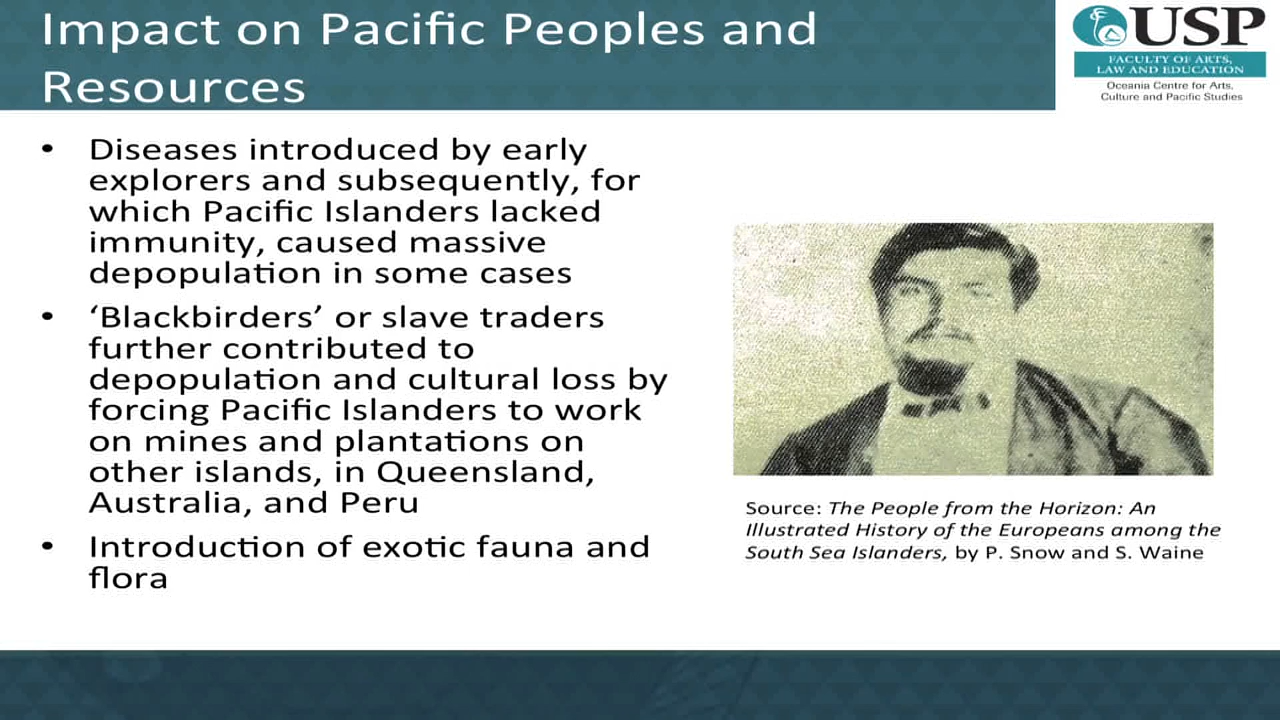 Impact on Pacific Peoples and
Resources
USP
FACULTY OF ARTS,
LAW AND EDUCATION
Oceania Centre for Arts,
Culture and Pacific Studies
• Diseases introduced by early
explorers and subsequently, for
which Pacific Islanders lacked
immunity, caused massive
depopulation in some cases
• ‘Blackbirders’ or slave traders
further contributed to
depopulation and cultural loss by
forcing Pacific Islanders to work
on mines and plantations on
other islands, in Queensland,
Australia, and Peru
• Introduction of exotic fauna and
flora
Source: The People from the Horizon: An
Illustrated History of the Europeans among the
South Sea Islanders, by P. Snow and S. Waine